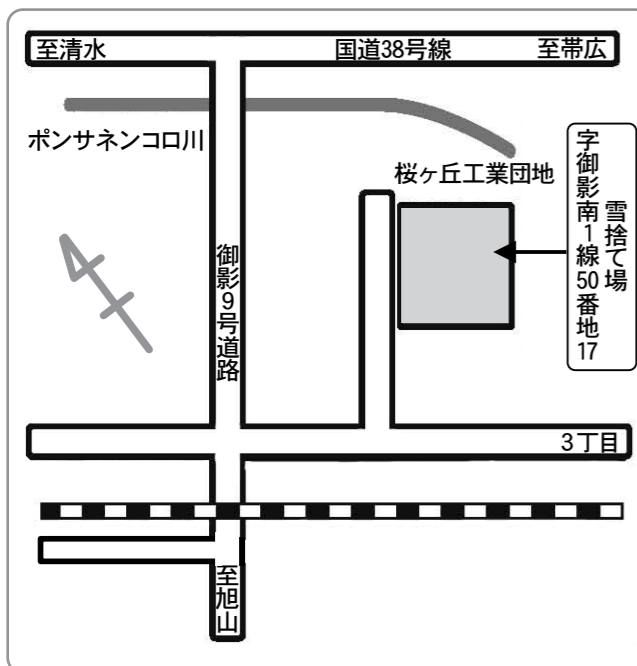 至清水
国道38号線
至帯広
ポンサネンコロ川
桜ヶ丘工業団地
雪捨て場
字御影南1線50番地17
御影9号道路
3丁目
至旭山